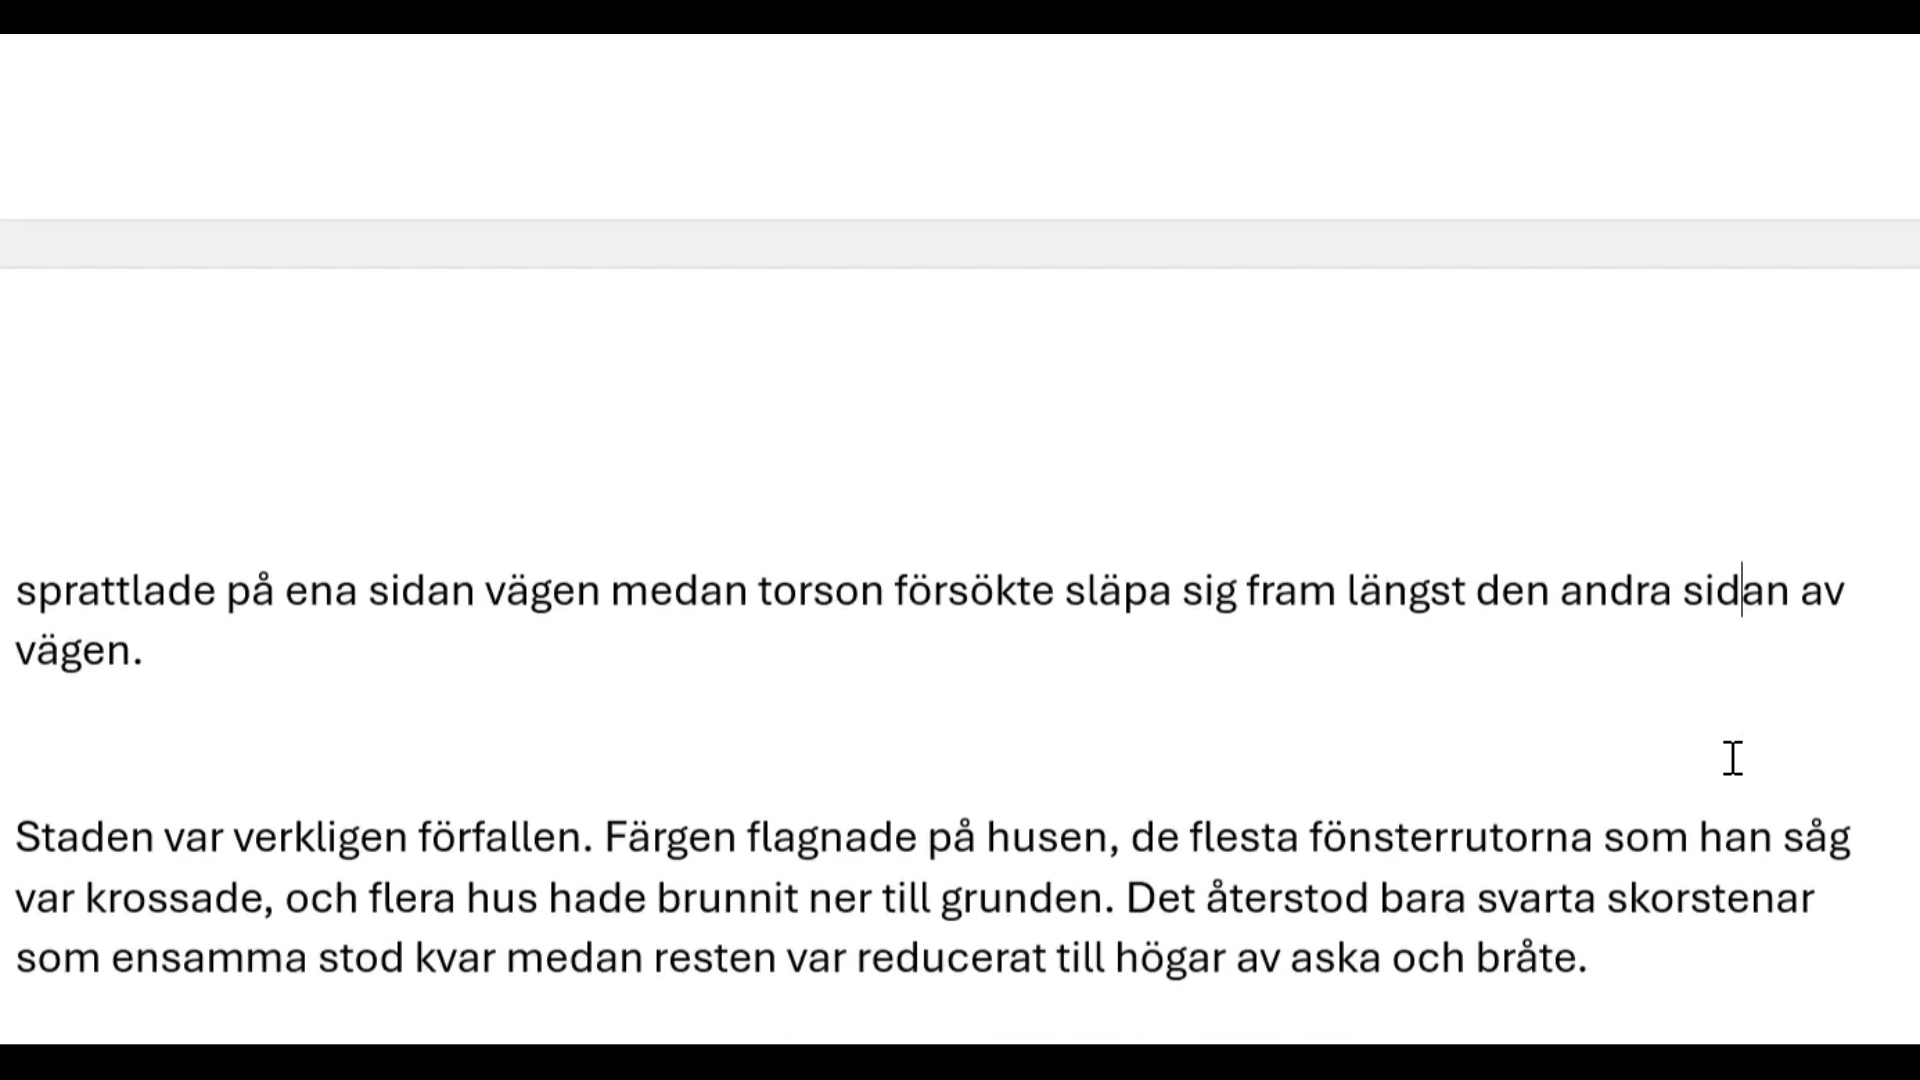 sprattlade på ena sidan vägen medan torson försökte släpa sig fram längst den andra sidan av
vägen.
Staden var verkligen förfallen. Färgen flagnade på husen, de flesta fönsterrutorna som han såg
var krossade, och flera hus hade brunnit ner till grunden. Det återstod bara svarta skorstenar
som ensamma stod kvar medan resten var reducerat till högar av aska och bråte.